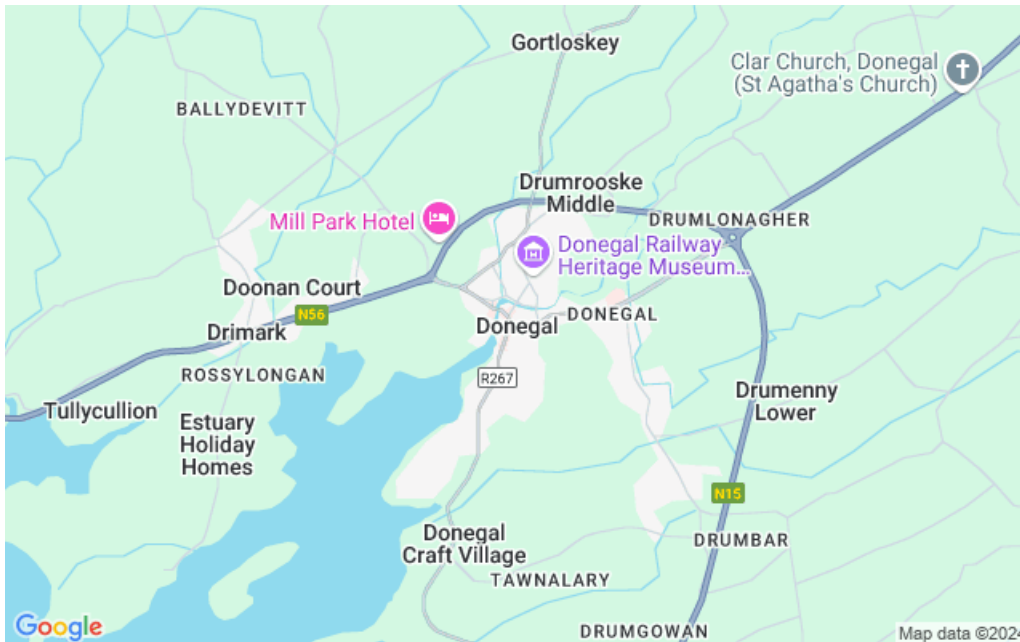 Gortloskey
Clar Church, Donegal
(St Agatha's Church)
BALLYDEVITT
Drumrooske
Middle
Mill Park Hotel
DRUMLONAGHER
Donegal Railway
Heritage Museum...
Doonan Court
N56
Donegal
DONEGAL
Drimark
ROSSYLONGAN
R267
Tullycullion
Drumenny
Lower
Estuary
Holiday
Homes
N15
Donegal
Craft Village
DRUMBAR
TAWNALARY
Google
DRUMGOWAN
Map data ©2024